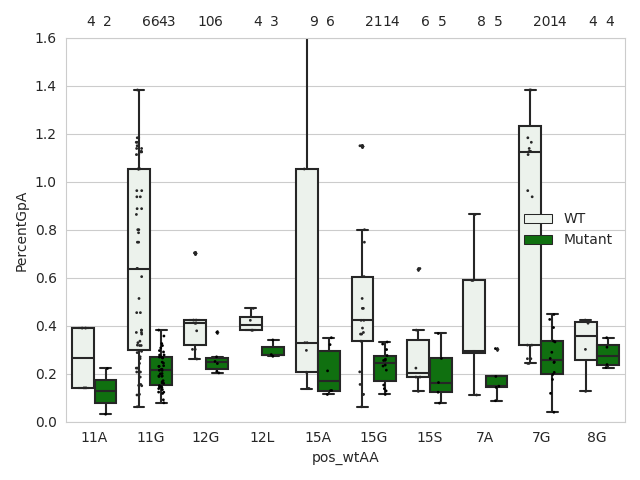 4 2 6643 106 4 3 9 6 2114 6 5 8 5 2014 4 4
1.6
1.4
1.2
1.0
0.8
0.6
0.4
0.2
0.0
PercentGpA
WT
Mutant
11A 11G 12G 12L 15A 15G 15S 7A 7G 8G
pos_wtAA